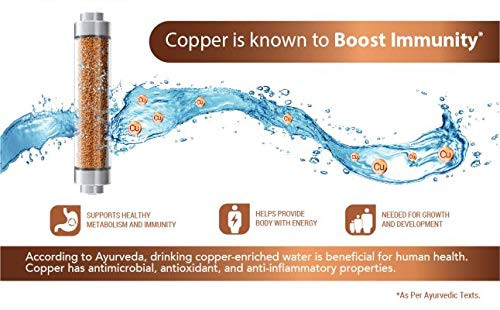 Copper is known to Boost Immunity*
Cu
Cu
Cu
Cu
Cu
Cu
Cu
SUPPORTS HEALTHY
METABOLISM AND IMMUNITY
HELPS PROVIDE
BODY WITH ENERGY
NEEDED FOR GROWTH
AND DEVELOPMENT
According to Ayurveda, drinking copper-enriched water is beneficial for human health.
Copper has antimicrobial, antioxidant, and anti-inflammatory properties.
*As Per Ayurvedic Texts.